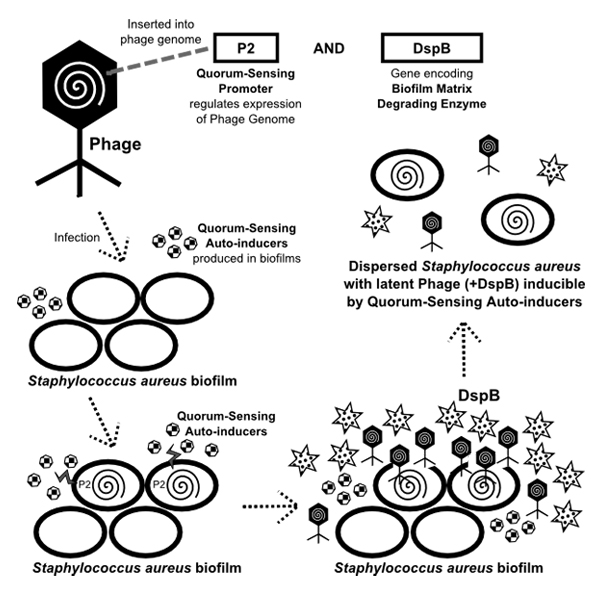 Inserted into
phage genome
P2
AND
DspB
Quorum-Sensing
Promoter
regulates expression
of Phage Genome
Gene encoding
Biofilm Matrix
Degrading Enzyme
Phage
Infection
Quorum-Sensing
Auto-inducers
produced in biofilms
Dispersed Staphylococcus aureus
with latent Phage (+DspB) inducible
by Quorum-Sensing Auto-inducers
Staphylococcus aureus biofilm
Quorum-Sensing
Auto-inducers
DspB
P2
P2
Staphylococcus aureus biofilm
Staphylococcus aureus biofilm